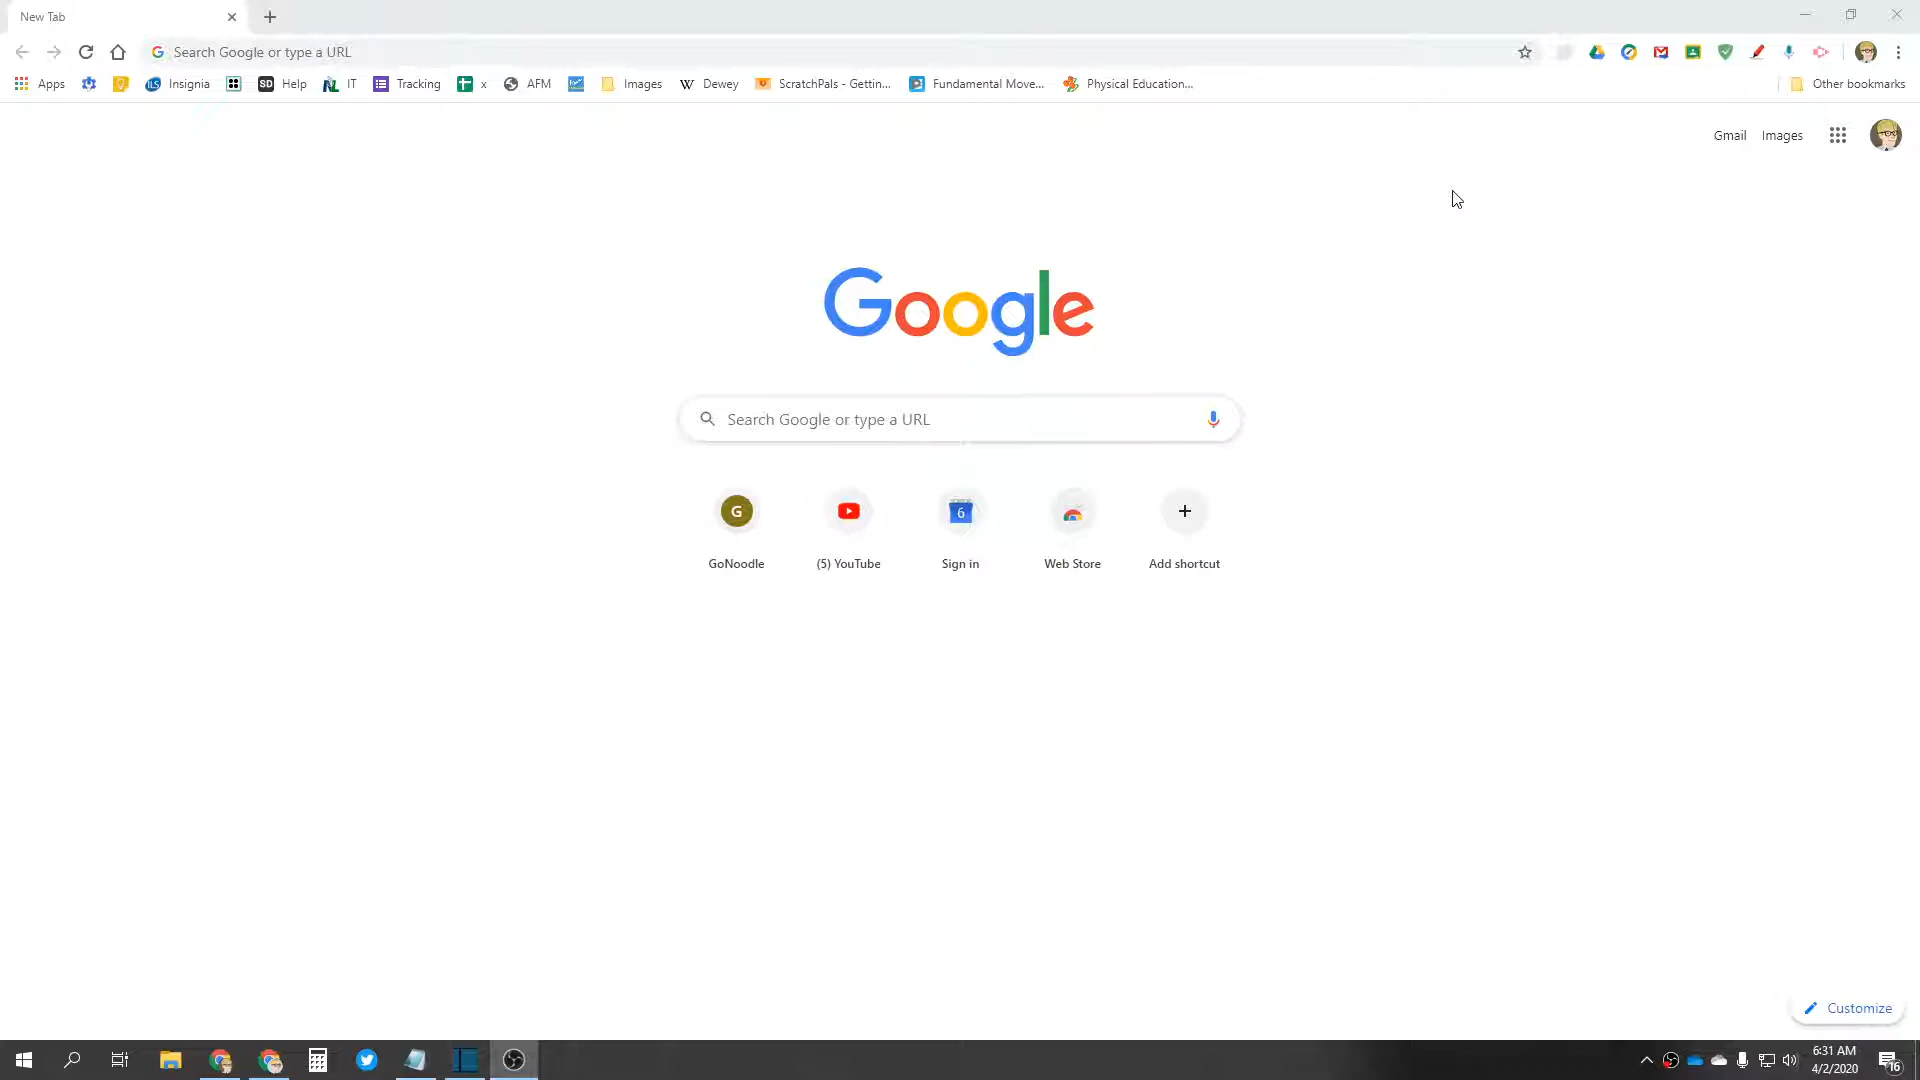 New Tab
Search Google or type a URL
Apps Insignia SD Help IT Tracking x AFM Images W Dewey ScratchPals - Gettin... Fundamental Move... Physical Education... Other bookmarks
Gmail Images
Google
Search Google or type a URL
G 6
GoNoodle (5) YouTube Sign in Web Store Add shortcut
Customize
6:31 AM
4/2/2020
16